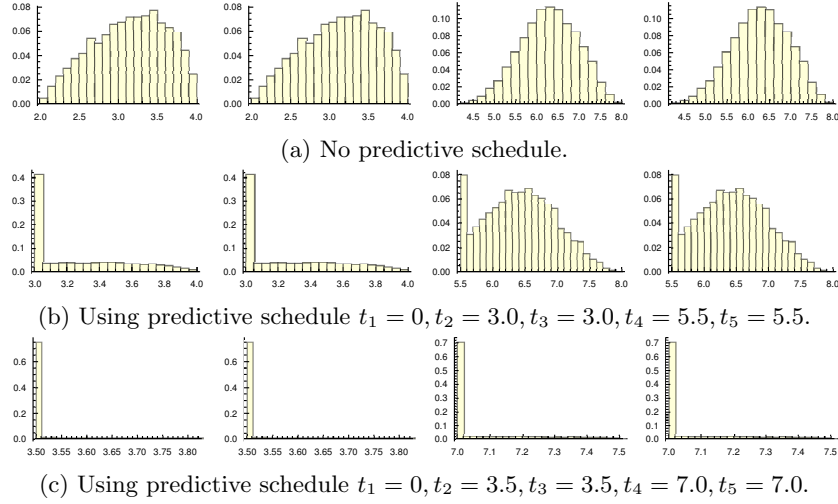 0.08 0.06 0.04 0.02 0.00 2.0 2.5 3.0 3.5 4.0
0.08 0.06 0.04 0.02 0.00 2.0 2.5 3.0 3.5 4.0
0.10 0.08 0.06 0.04 0.02 0.00 4.5 5.0 5.5 6.0 6.5 7.0 7.5 8.0
0.10 0.08 0.06 0.04 0.02 0.00 4.5 5.0 5.5 6.0 6.5 7.0 7.5 8.0
(a) No predictive schedule.
0.4 0.3 0.2 0.1 0.0 3.0 3.2 3.4 3.6 3.8 4.0
0.4 0.3 0.2 0.1 0.0 3.0 3.2 3.4 3.6 3.8 4.0
0.08 0.06 0.04 0.02 0.00 5.5 6.0 6.5 7.0 7.5 8.0
0.08 0.06 0.04 0.02 0.00 5.5 6.0 6.5 7.0 7.5 8.0
(b) Using predictive schedule t₁ = 0, t₂ = 3.0, t₃ = 3.0, t₄ = 5.5, t₅ = 5.5.
0.6 0.4 0.2 0.0 3.50 3.55 3.60 3.65 3.70 3.75 3.80
0.6 0.4 0.2 0.0 3.50 3.55 3.60 3.65 3.70 3.75 3.80
0.7 0.6 0.5 0.4 0.3 0.2 0.1 0.0 7.0 7.1 7.2 7.3 7.4 7.5
0.7 0.6 0.5 0.4 0.3 0.2 0.1 0.0 7.0 7.1 7.2 7.3 7.4 7.5
(c) Using predictive schedule t₁ = 0, t₂ = 3.5, t₃ = 3.5, t₄ = 7.0, t₅ = 7.0.